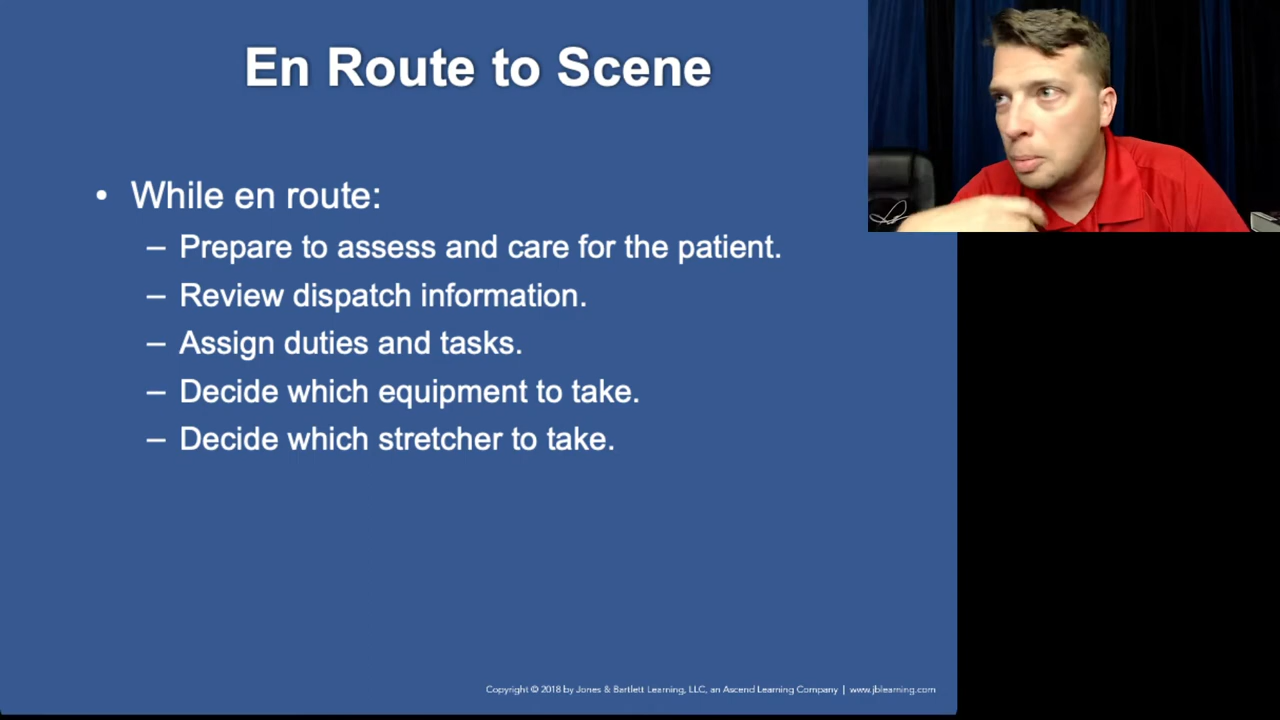 En Route to Scene
• While en route:
– Prepare to assess and care for the patient.
– Review dispatch information.
– Assign duties and tasks.
– Decide which equipment to take.
– Decide which stretcher to take.
Copyright © 2018 by Jones & Bartlett Learning, LLC, an Ascend Learning Company | www.jblearning.com